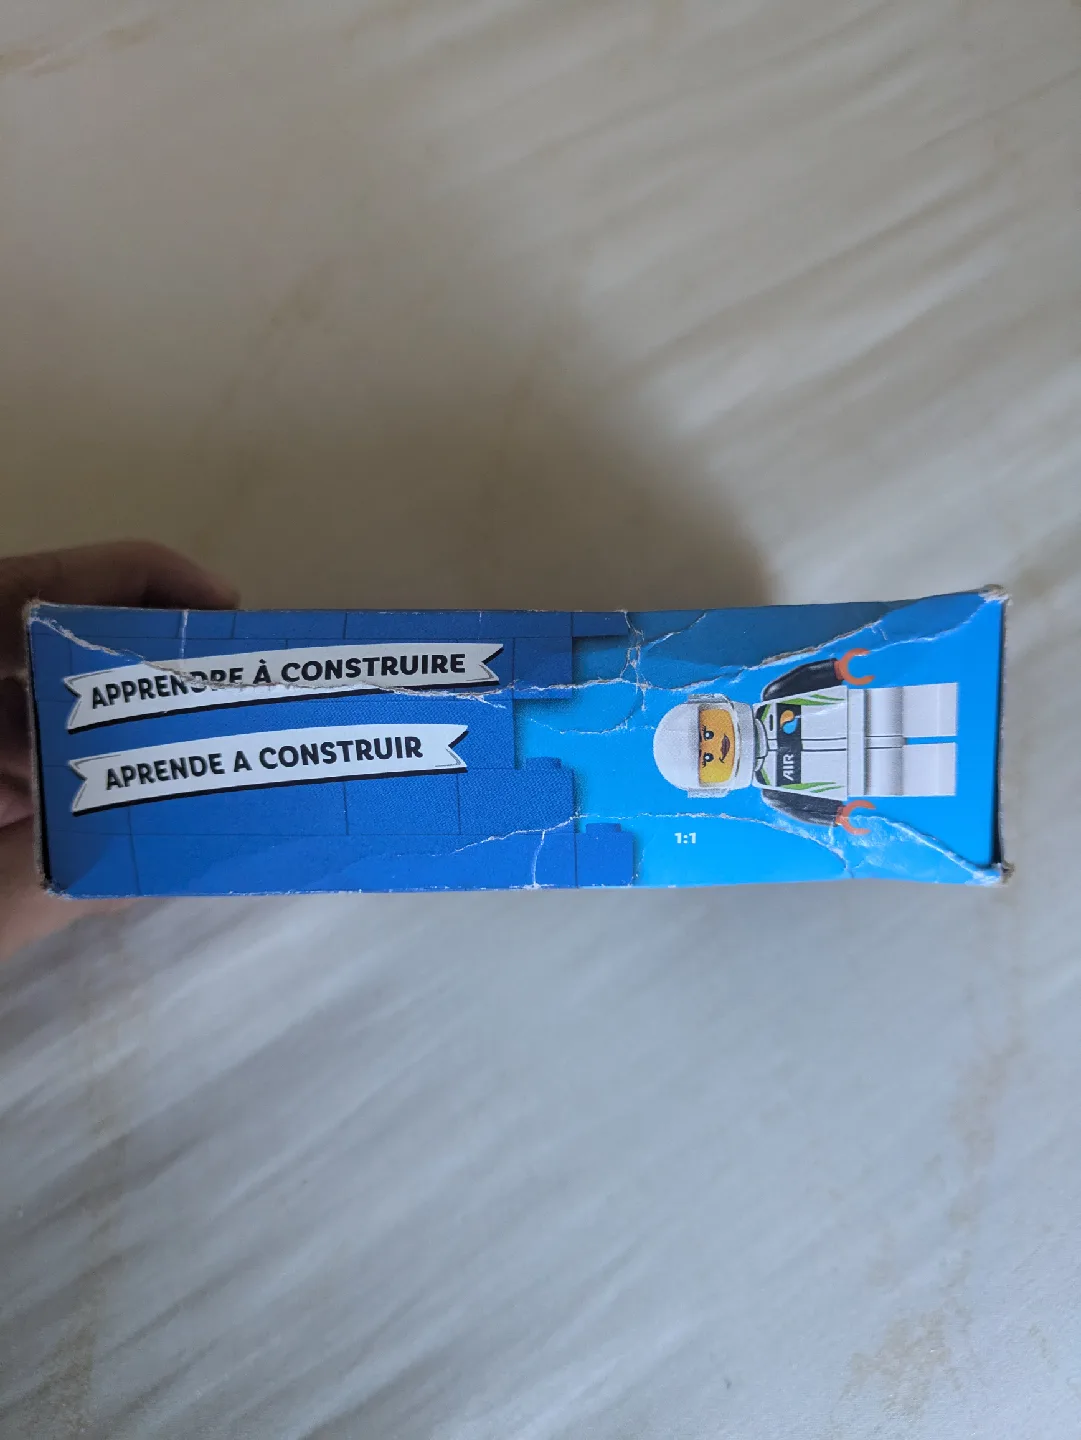 APPRENDRE À CONSTRUIRE
APRENDE A CONSTRUIR
AIR
1:1